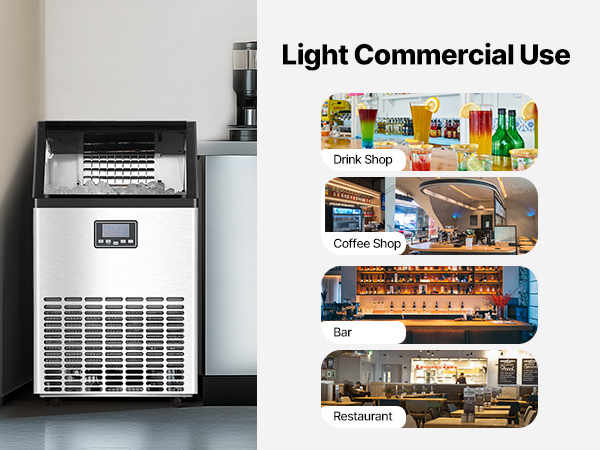 Light Commercial Use
Drink Shop
Coffee Shop
Bar
Restaurant